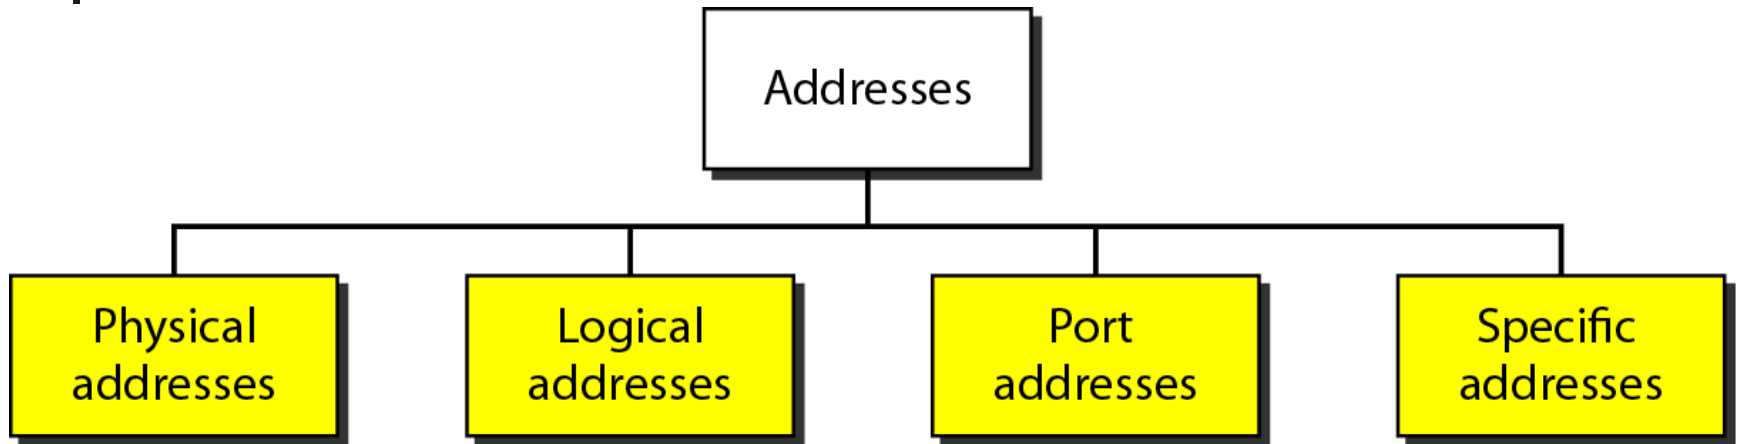 Addresses
Physical
addresses
Logical
addresses
Port
addresses
Specific
addresses